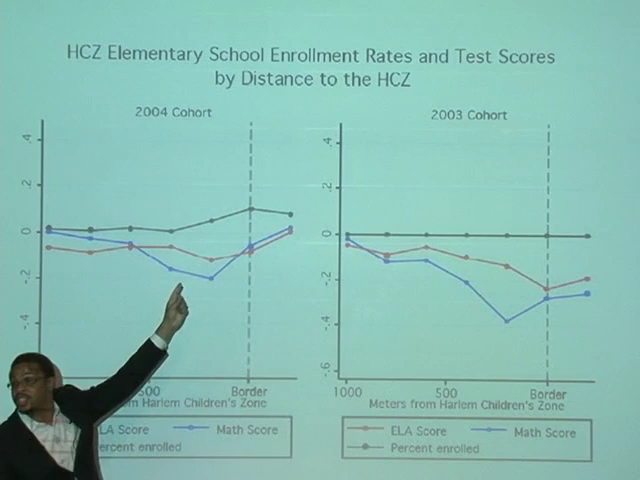 HCZ Elementary School Enrollment Rates and Test Scores
by Distance to the HCZ
2004 Cohort
.4
.2
0
-.2
-.4
500 Border
from Harlem Children's Zone
ELA Score Math Score
Percent enrolled
2003 Cohort
.4
.2
0
-.2
-.4
-.6
1000 500 Border
Meters from Harlem Children's Zone
ELA Score Math Score
Percent enrolled